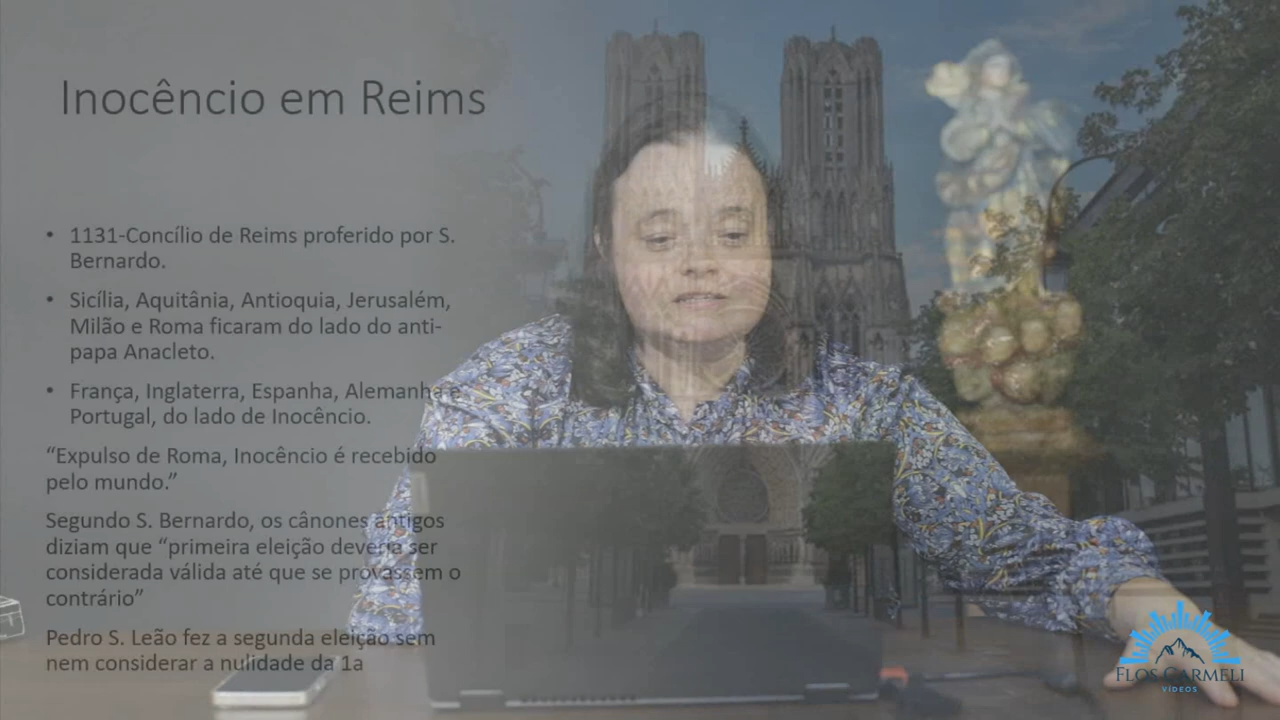 Inocêncio em Reims
• 1131-Concílio de Reims proferido por S.
Bernardo.
• Sicília, Aquitânia, Antioquia, Jerusalém,
Milão e Roma ficaram do lado do anti-
papa Anacleto.
• França, Inglaterra, Espanha, Alemanha e
Portugal, do lado de Inocêncio.
“Expulso de Roma, Inocêncio é recebido
pelo mundo.”
Segundo S. Bernardo, os cânones antigos
diziam que “primeira eleição deveria ser
considerada válida até que se provassem o
contrário”
Pedro S. Leão fez a segunda eleição sem
nem considerar a nulidade da 1a
FLOS CARMELI
VÍDEOS